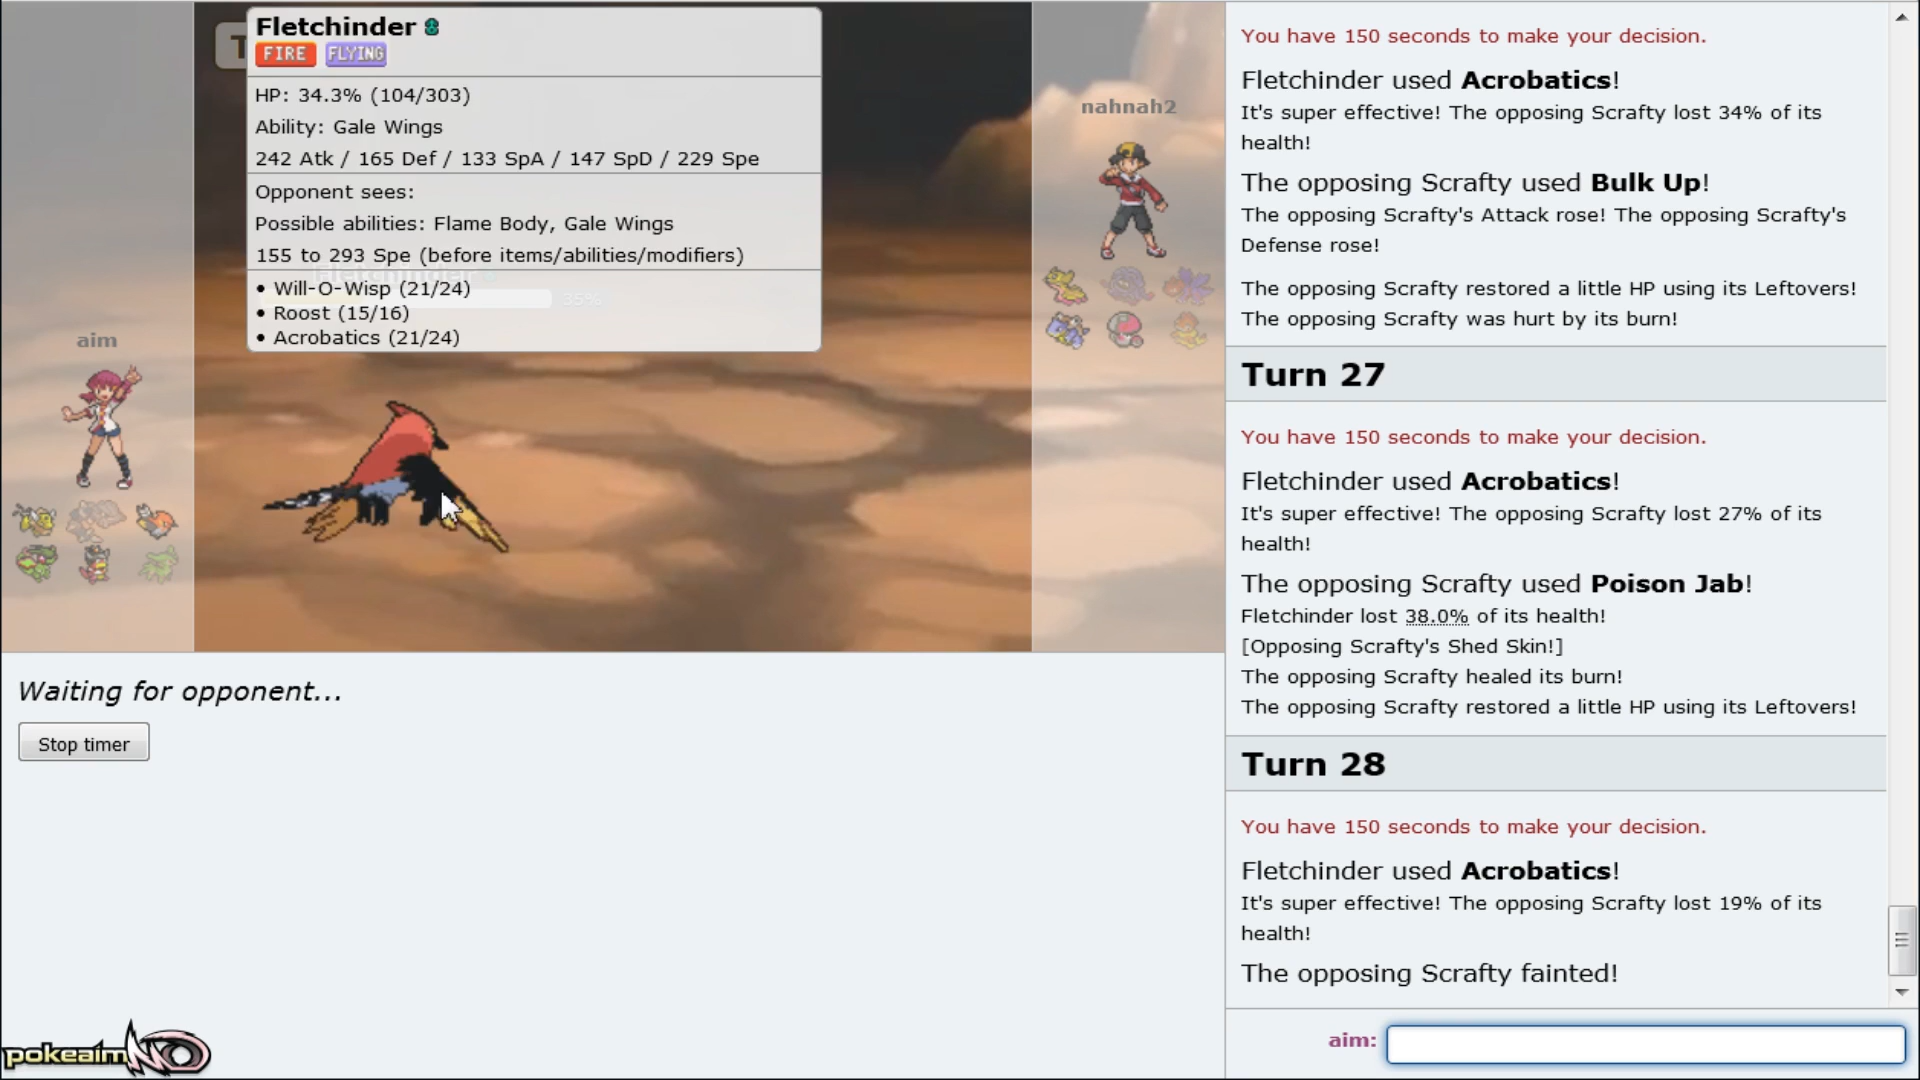 Fletchinder
FIRE FLYING
HP: 34.3% (104/303)
Ability: Gale Wings
242 Atk / 165 Def / 133 SpA / 147 SpD / 229 Spe
Opponent sees:
Possible abilities: Flame Body, Gale Wings
155 to 293 Spe (before items/abilities/modifiers)
• Will-O-Wisp (21/24)
• Roost (15/16)
• Acrobatics (21/24)
Fletchinder
35%
T
aim
nahnah2
Waiting for opponent...
Stop timer
pokeaim
You have 150 seconds to make your decision.
Fletchinder used Acrobatics!
It's super effective! The opposing Scrafty lost 34% of its
health!
The opposing Scrafty used Bulk Up!
The opposing Scrafty's Attack rose! The opposing Scrafty's
Defense rose!
The opposing Scrafty restored a little HP using its Leftovers!
The opposing Scrafty was hurt by its burn!
Turn 27
You have 150 seconds to make your decision.
Fletchinder used Acrobatics!
It's super effective! The opposing Scrafty lost 27% of its
health!
The opposing Scrafty used Poison Jab!
Fletchinder lost 38.0% of its health!
[Opposing Scrafty's Shed Skin!]
The opposing Scrafty healed its burn!
The opposing Scrafty restored a little HP using its Leftovers!
Turn 28
You have 150 seconds to make your decision.
Fletchinder used Acrobatics!
It's super effective! The opposing Scrafty lost 19% of its
health!
The opposing Scrafty fainted!
aim: